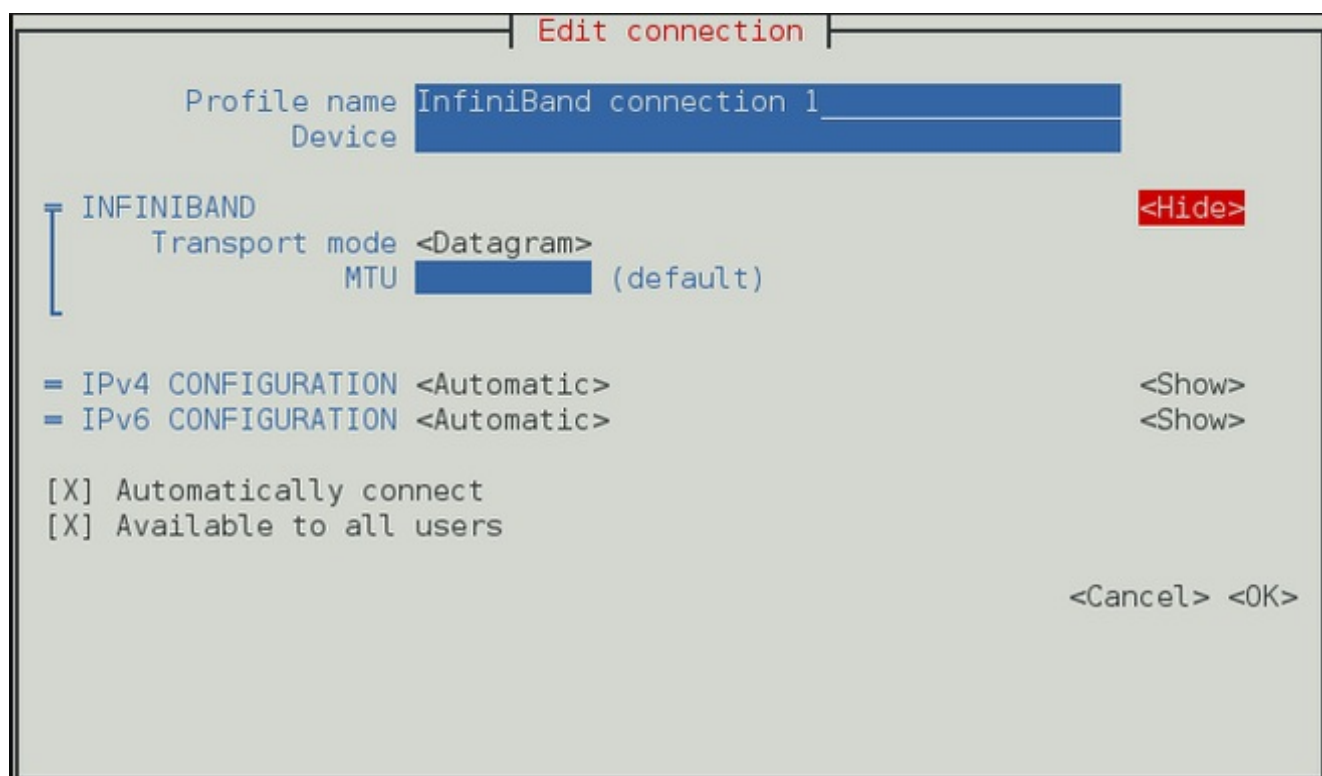 Edit connection
Profile name InfiniBand connection 1
Device
INFINIBAND <Hide>
Transport mode <Datagram>
MTU (default)
= IPv4 CONFIGURATION <Automatic> <Show>
= IPv6 CONFIGURATION <Automatic> <Show>
[X] Automatically connect
[X] Available to all users
<Cancel> <OK>